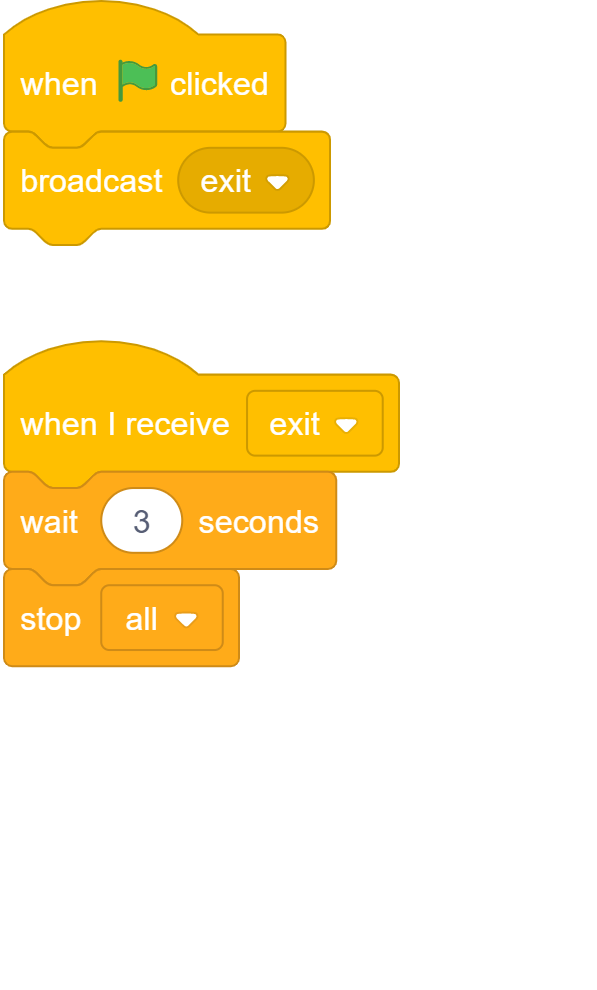 when clicked
broadcast exit
when I receive exit
wait 3 seconds
stop all